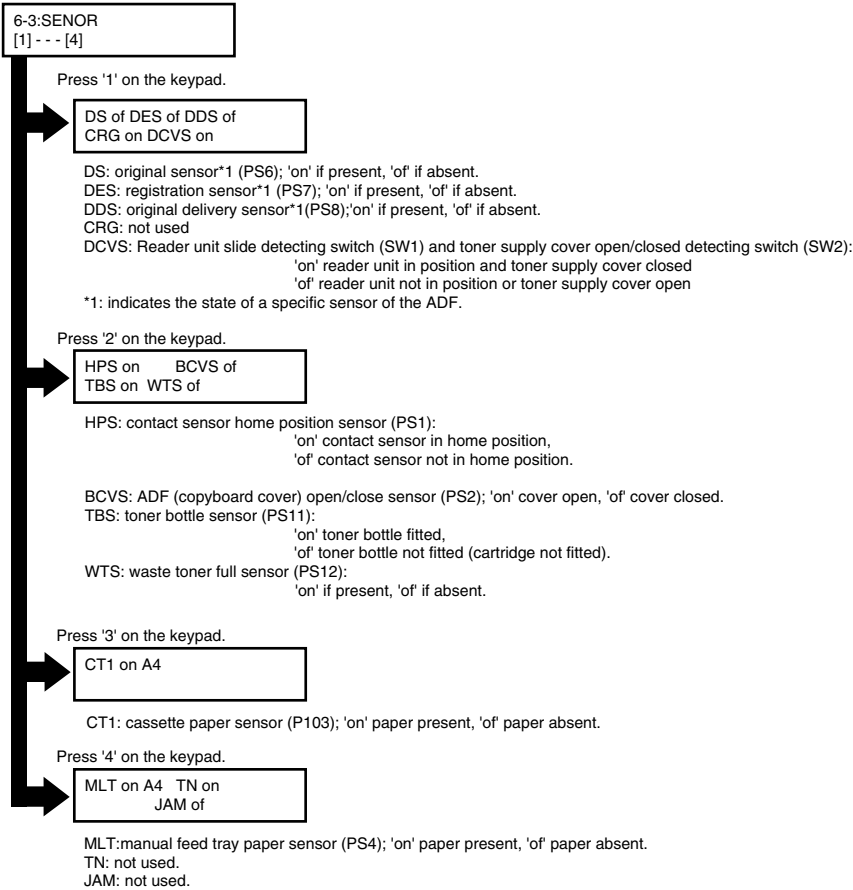 6-3:SENOR
[1] - - - [4]
Press '1' on the keypad.
DS of DES of DDS of
CRG on DCVS on
DS: original sensor*1 (PS6); 'on' if present, 'of' if absent.
DES: registration sensor*1 (PS7); 'on' if present, 'of' if absent.
DDS: original delivery sensor*1(PS8);'on' if present, 'of' if absent.
CRG: not used
DCVS: Reader unit slide detecting switch (SW1) and toner supply cover open/closed detecting switch (SW2):
'on' reader unit in position and toner supply cover closed
'of' reader unit not in position or toner supply cover open
*1: indicates the state of a specific sensor of the ADF.
Press '2' on the keypad.
HPS on BCVS of
TBS on WTS of
HPS: contact sensor home position sensor (PS1):
'on' contact sensor in home position,
'of' contact sensor not in home position.
BCVS: ADF (copyboard cover) open/close sensor (PS2); 'on' cover open, 'of' cover closed.
TBS: toner bottle sensor (PS11):
'on' toner bottle fitted,
'of' toner bottle not fitted (cartridge not fitted).
WTS: waste toner full sensor (PS12):
'on' if present, 'of' if absent.
Press '3' on the keypad.
CT1 on A4
CT1: cassette paper sensor (P103); 'on' paper present, 'of' paper absent.
Press '4' on the keypad.
MLT on A4 TN on
JAM of
MLT:manual feed tray paper sensor (PS4); 'on' paper present, 'of' paper absent.
TN: not used.
JAM: not used.